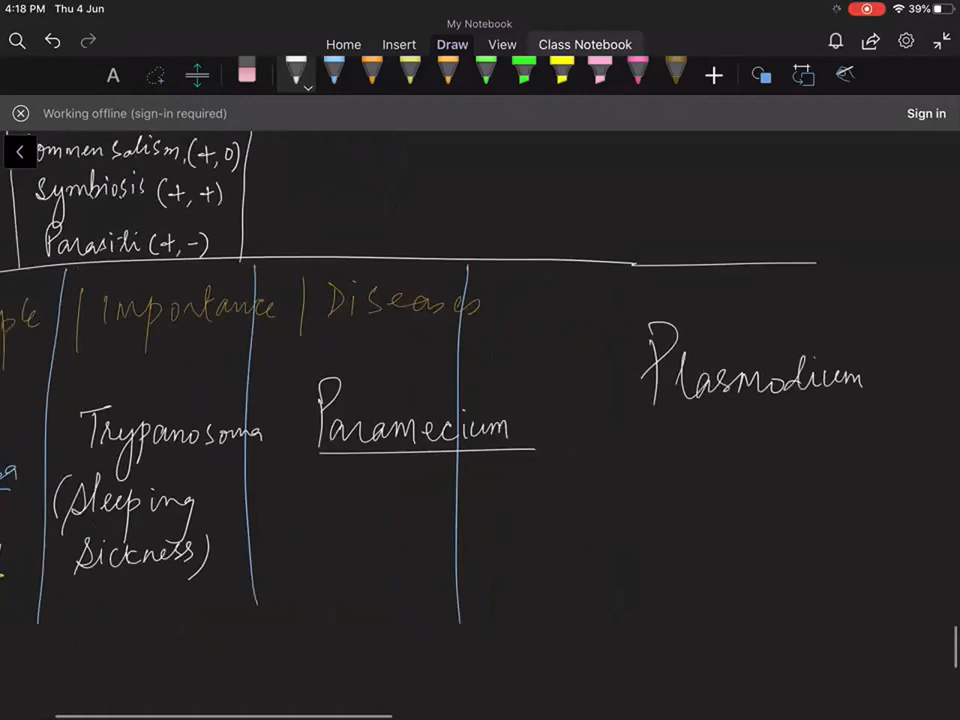 4:18 PM Thu 4 Jun
39%
My Notebook
Home Insert Draw View Class Notebook
A
Working offline (sign-in required) Sign in
ommensalism, (+, 0)
Symbiosis (+, +)
Parasiti (+, -)
ple | Importance | Diseases
Plasmodium
Trypanosoma Paramecium
(Sleeping
sickness)